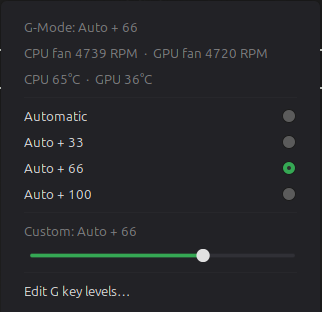 G-Mode: Auto + 66
CPU fan 4739 RPM · GPU fan 4720 RPM
CPU 65°C · GPU 36°C
Automatic
Auto + 33
Auto + 66
Auto + 100
Custom: Auto + 66
Edit G key levels…